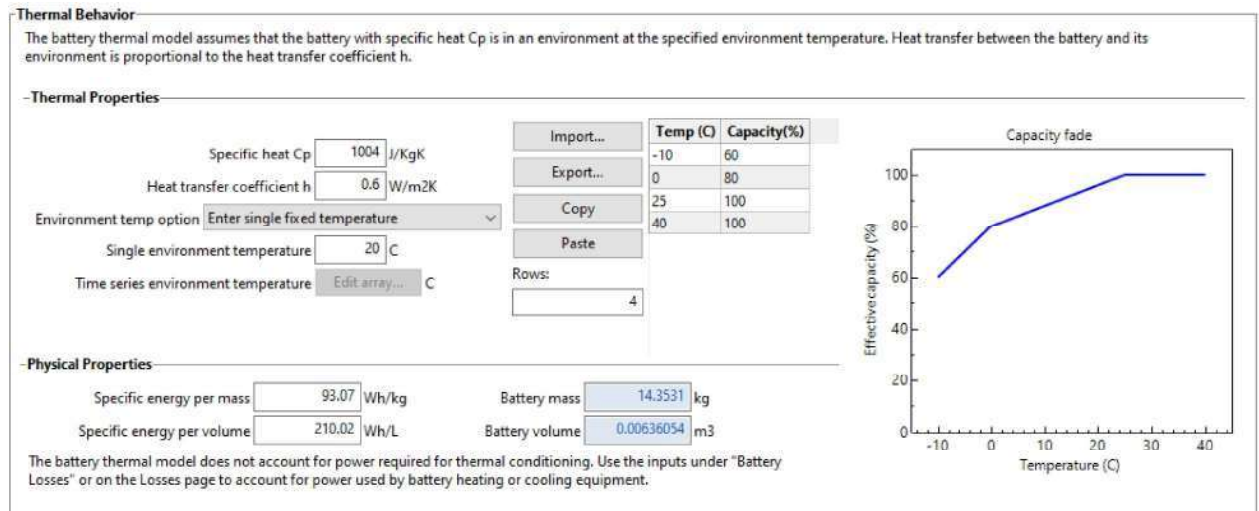 Thermal Behavior
The battery thermal model assumes that the battery with specific heat Cp is in an environment at the specified environment temperature. Heat transfer between the battery and its
environment is proportional to the heat transfer coefficient h.
Thermal Properties
Specific heat Cp 1004 J/KgK
Heat transfer coefficient h 0.6 W/m2K
Environment temp option Enter single fixed temperature
Single environment temperature 20 C
Time series environment temperature Edit array... C
Import...
Export...
Copy
Paste
Rows:
4
Temp (C) Capacity(%)
-10 60
0 80
25 100
40 100
Capacity fade
Effective capacity (%)
100
80
60
40
20
0
-10 0 10 20 30 40
Temperature (C)
Physical Properties
Specific energy per mass 93.07 Wh/kg Battery mass 14.3531 kg
Specific energy per volume 210.02 Wh/L Battery volume 0.00636054 m3
The battery thermal model does not account for power required for thermal conditioning. Use the inputs under "Battery
Losses" or on the Losses page to account for power used by battery heating or cooling equipment.